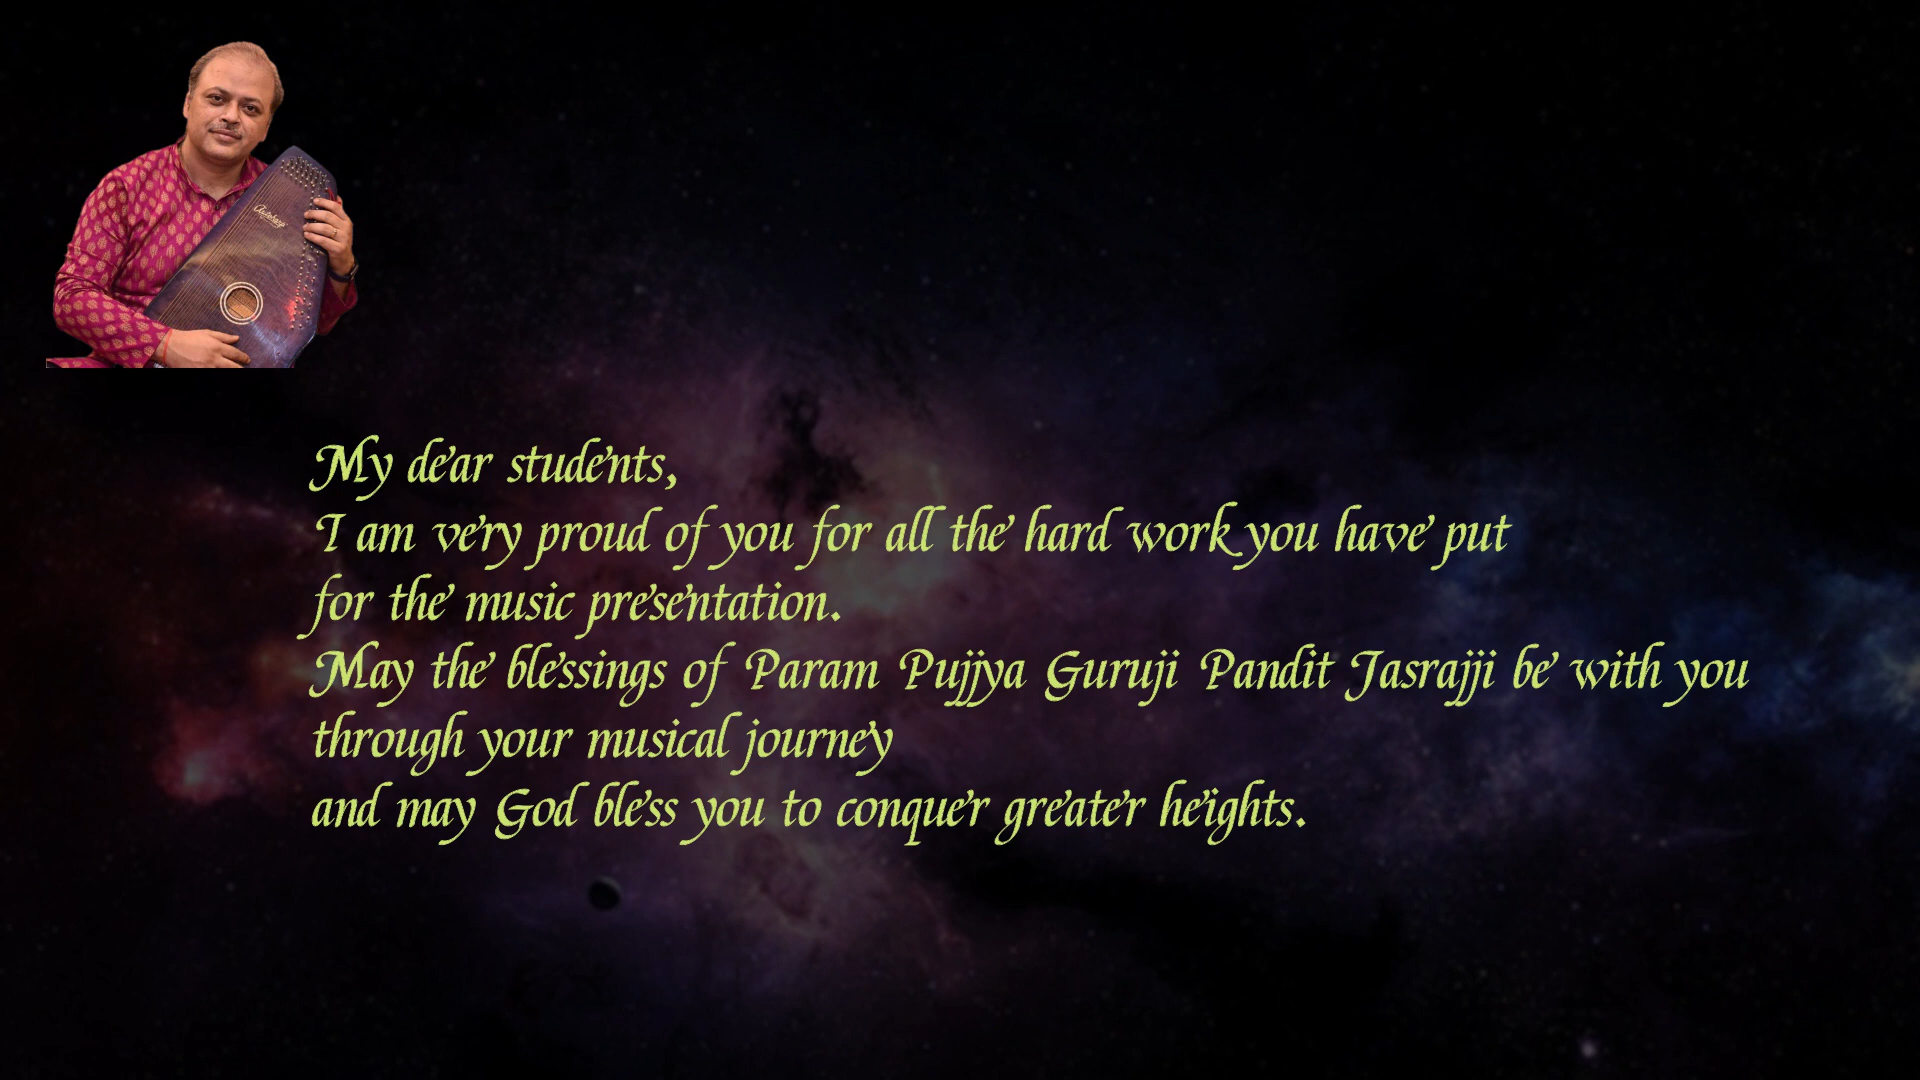 My dear students,
I am very proud of you for all the hard work you have put
for the music presentation.
May the blessings of Param Pujjya Guruji Pandit Jasrajji be with you
through your musical journey
and may God bless you to conquer greater heights.